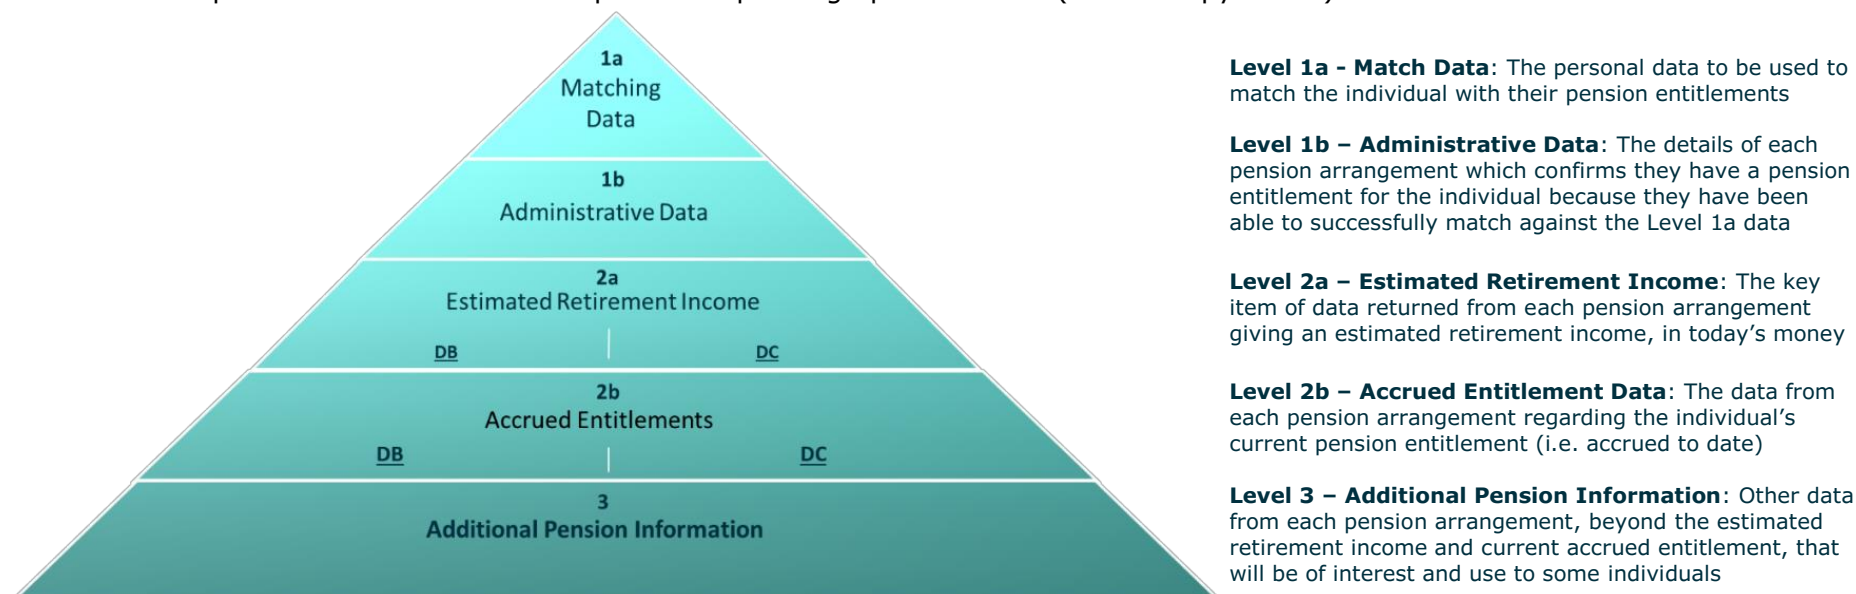 1a
Matching
Data
1b
Administrative Data
2a
Estimated Retirement Income
DB
DC
2b
Accrued Entitlements
DB
DC
3
Additional Pension Information
Level 1a - Match Data: The personal data to be used to
match the individual with their pension entitlements
Level 1b – Administrative Data: The details of each
pension arrangement which confirms they have a pension
entitlement for the individual because they have been
able to successfully match against the Level 1a data
Level 2a – Estimated Retirement Income: The key
item of data returned from each pension arrangement
giving an estimated retirement income, in today’s money
Level 2b – Accrued Entitlement Data: The data from
each pension arrangement regarding the individual’s
current pension entitlement (i.e. accrued to date)
Level 3 – Additional Pension Information: Other data
from each pension arrangement, beyond the estimated
retirement income and current accrued entitlement, that
will be of interest and use to some individuals